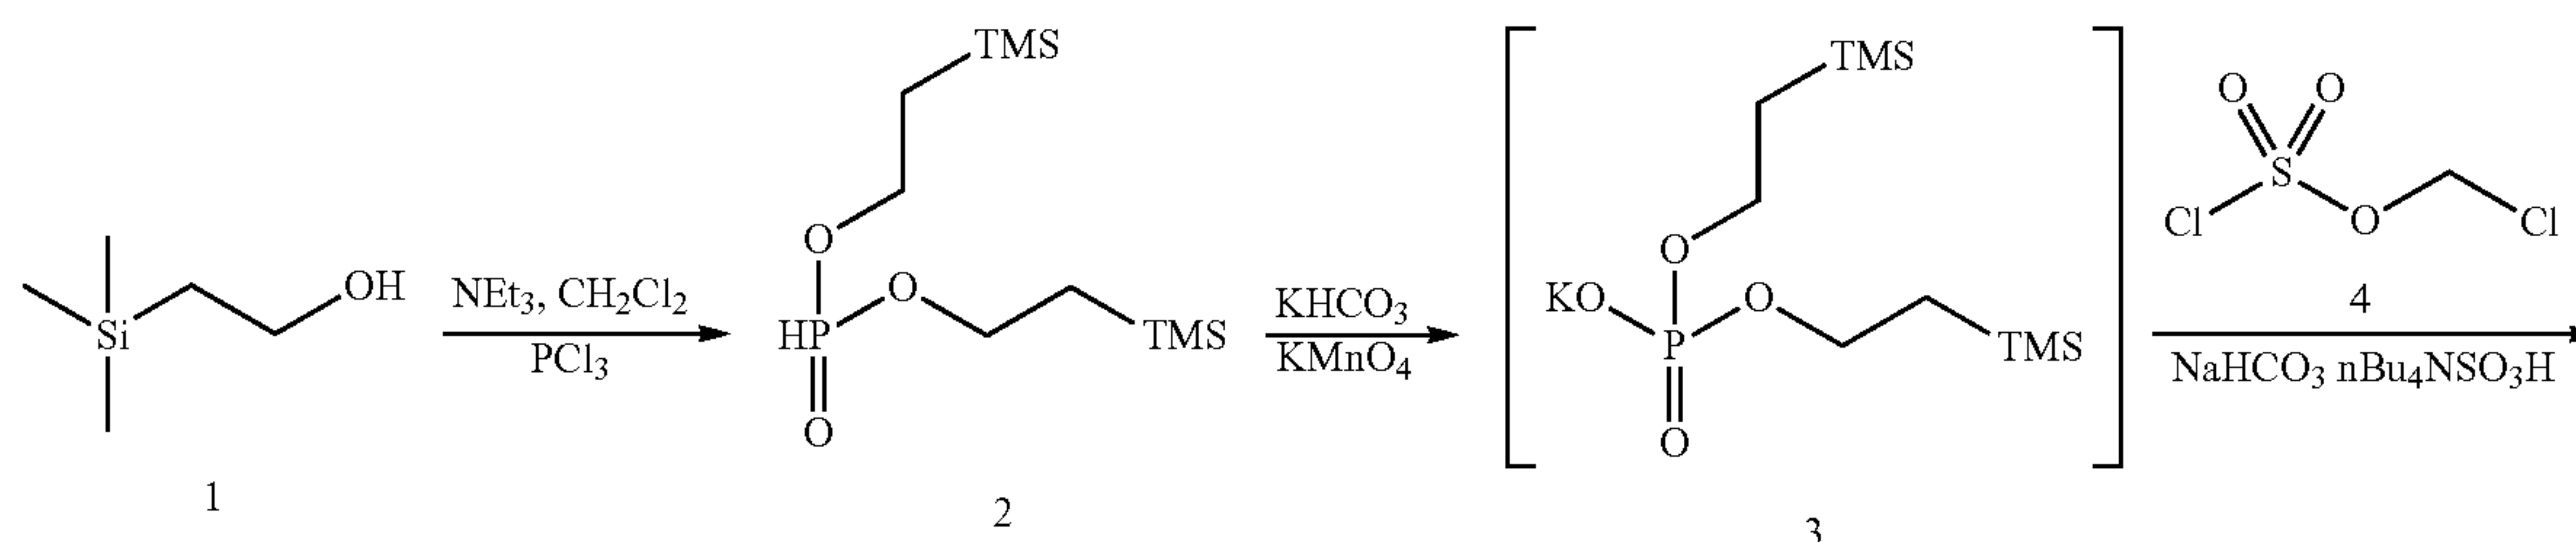 TMS
TMS
O O
Cl S O Cl
4
OH
Si
NEt3, CH2Cl2
PCl3
O
O
HP
TMS
O
KHCO3
KMnO4
O
KO
O
P
TMS
O
NaHCO3 nBu4NSO3H
1
2
3